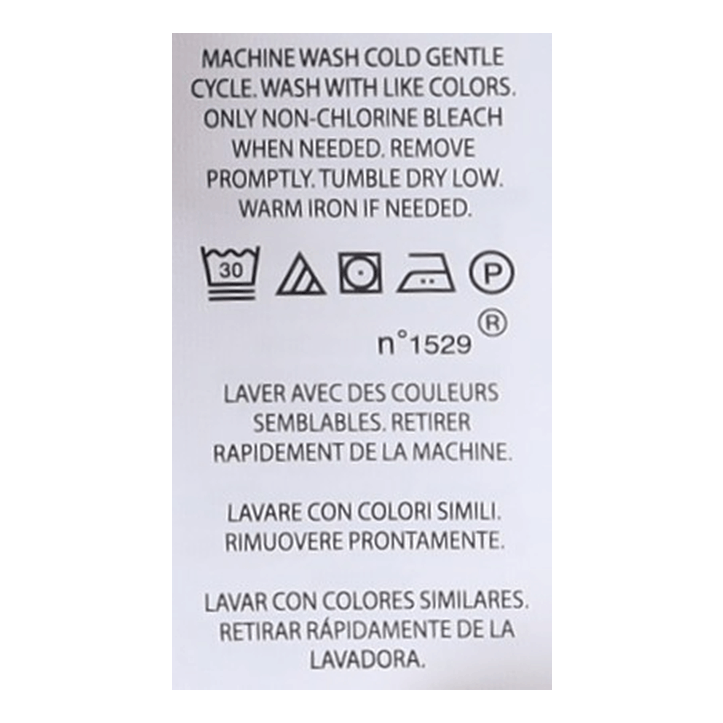 MACHINE WASH COLD GENTLE
CYCLE. WASH WITH LIKE COLORS.
ONLY NON-CHLORINE BLEACH
WHEN NEEDED. REMOVE
PROMPTLY. TUMBLE DRY LOW.
WARM IRON IF NEEDED.
30 P
n°1529 ®
LAVER AVEC DES COULEURS
SEMBLABLES. RETIRER
RAPIDEMENT DE LA MACHINE.
LAVARE CON COLORI SIMILI.
RIMUOVERE PRONTAMENTE.
LAVAR CON COLORES SIMILARES.
RETIRAR RÁPIDAMENTE DE LA
LAVADORA.